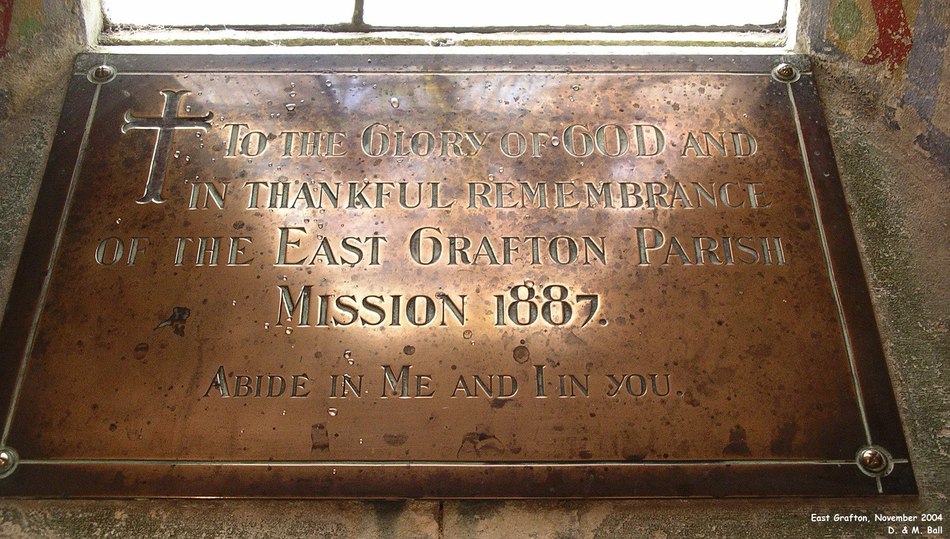 To the Glory of GOD and
in thankful remembrance
of the East Grafton Parish
Mission 1887.
Abide in Me and I in you.
East Grafton, November 2004
D. & M. Ball